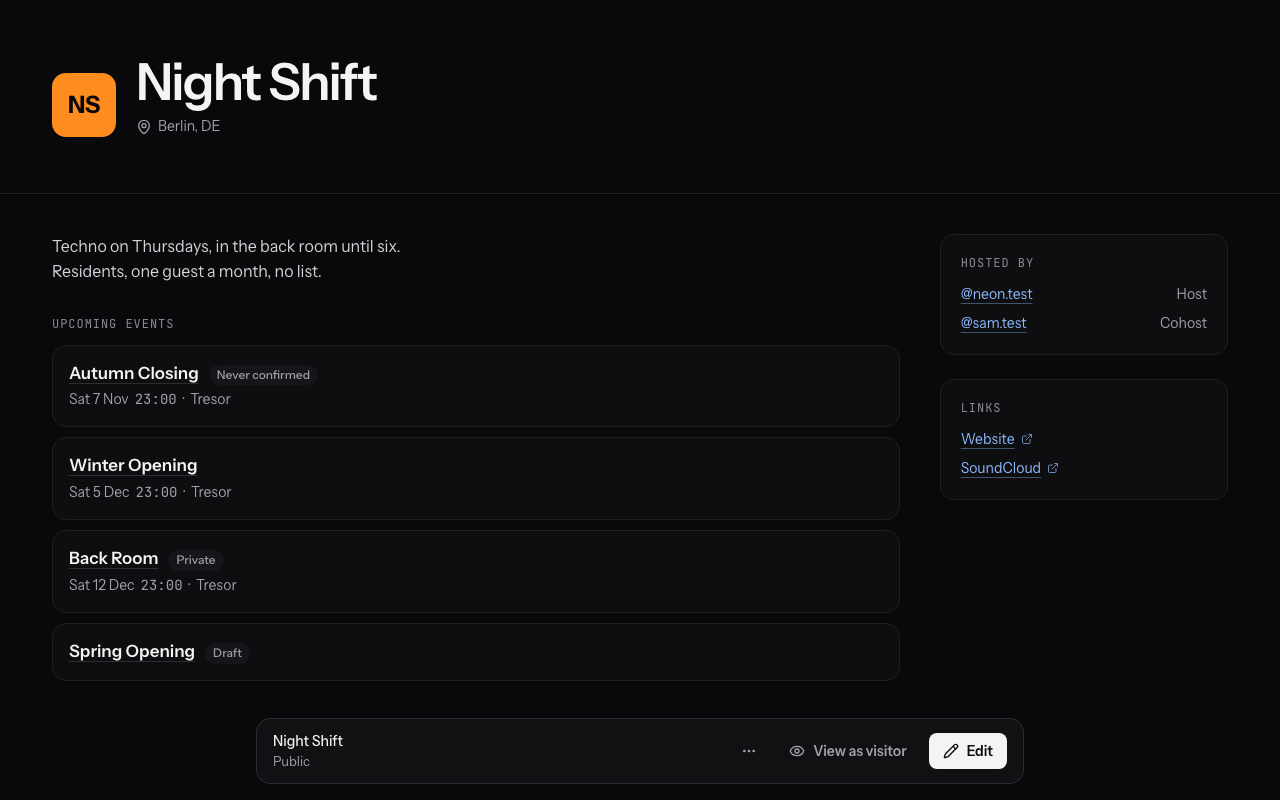 NS
Night Shift
Berlin, DE
Techno on Thursdays, in the back room until six.
Residents, one guest a month, no list.
UPCOMING EVENTS
Autumn Closing Never confirmed
Sat 7 Nov 23:00 · Tresor
Winter Opening
Sat 5 Dec 23:00 · Tresor
Back Room Private
Sat 12 Dec 23:00 · Tresor
Spring Opening Draft
HOSTED BY
@neon.test Host
@sam.test Cohost
LINKS
Website
SoundCloud
Night Shift
Public
View as visitor
Edit